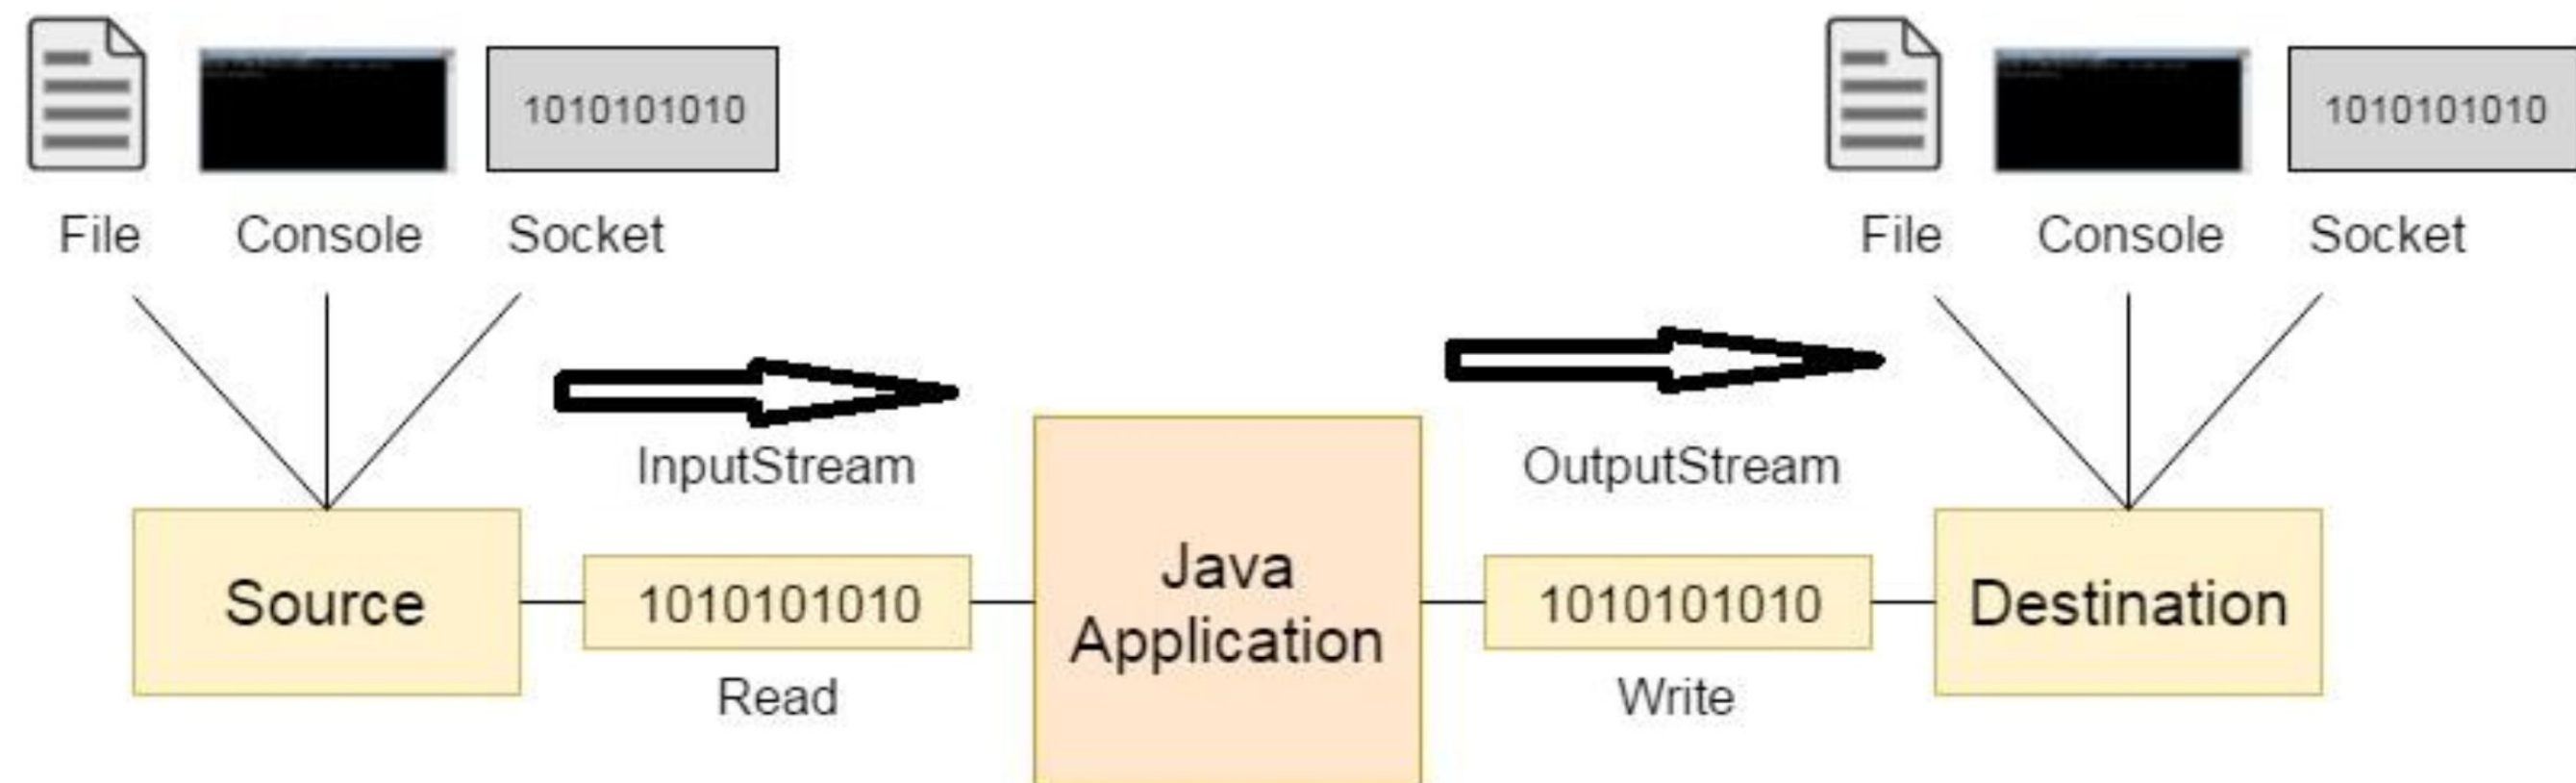 1010101010
1010101010
File Console Socket
File Console Socket
InputStream
OutputStream
Source
1010101010
Java
Application
1010101010
Destination
Read
Write